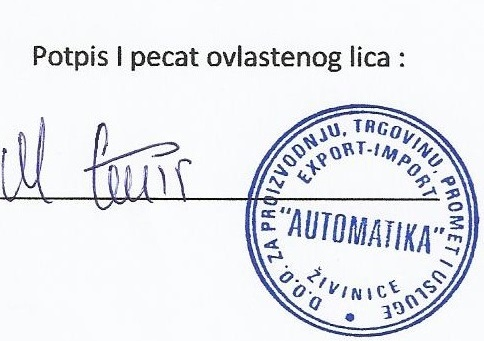 Potpis I pecat ovlastenog lica :
D.O.O. ZA PROIZVODNJU, TRGOVINU, PROMET I USLUGE
EXPORT-IMPORT
"AUTOMATIKA"
ŽIVINICE